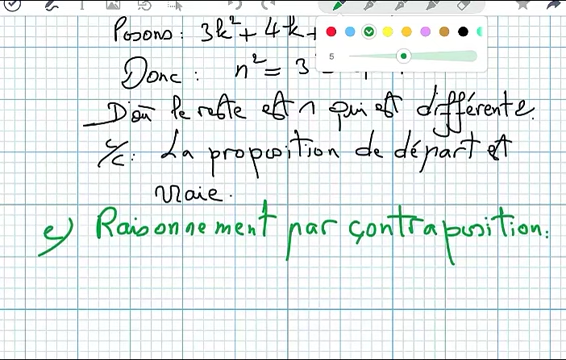 Posons : 3k² + 4k +
5
Donc : n² = 3
D'où le reste est 1 qui est différente.
c/c : La proposition de départ est
vraie.
e) Raisonnement par contraposition :